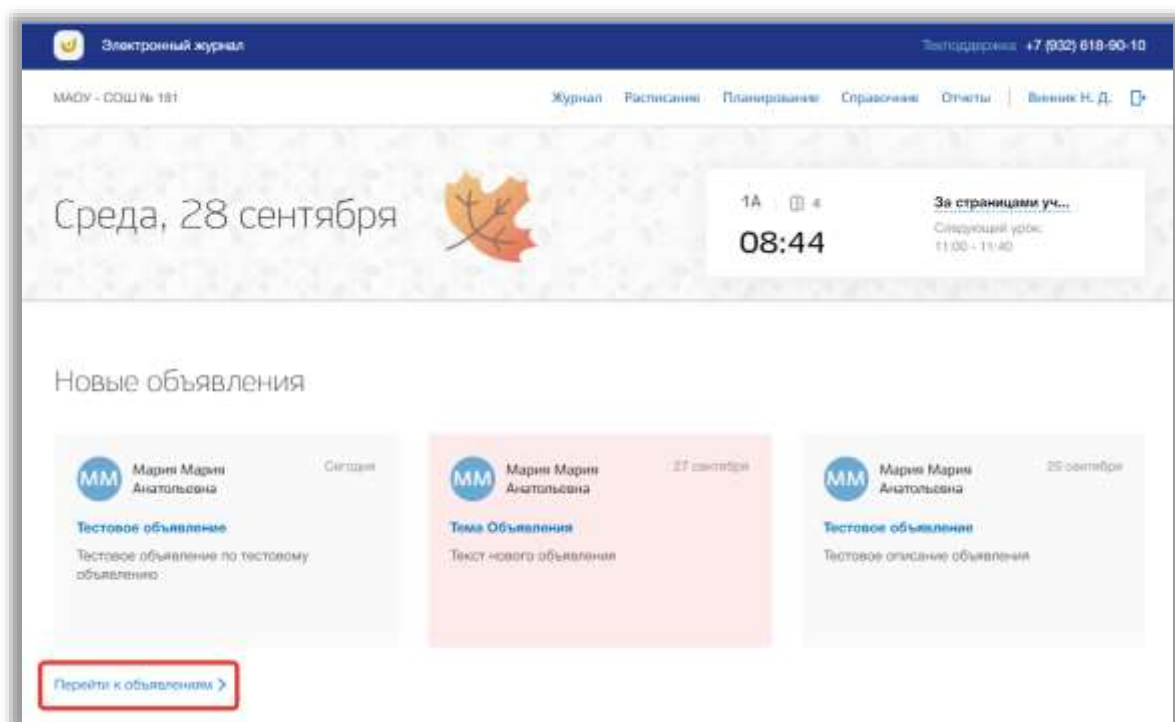 Электронный журнал
Техподдержка: +7 (932) 618-90-10
МАОУ - СОШ № 181
Журнал Расписание Планирование Справочник Отчеты Винник Н. Д.
Среда, 28 сентября
1А 4
За страницами уч...
08:44
Следующий урок:
11:00 - 11:40
Новые объявления
ММ
Мария Мария
Анатольевна
Сегодня
Тестовое объявление
Тестовое объявление по тестовому
объявлению
ММ
Мария Мария
Анатольевна
27 сентября
Тема Объявления
Текст нового объявления
ММ
Мария Мария
Анатольевна
сентября
Тестовое объявление
Тестовое описание объявления
Перейти к объявлениям >